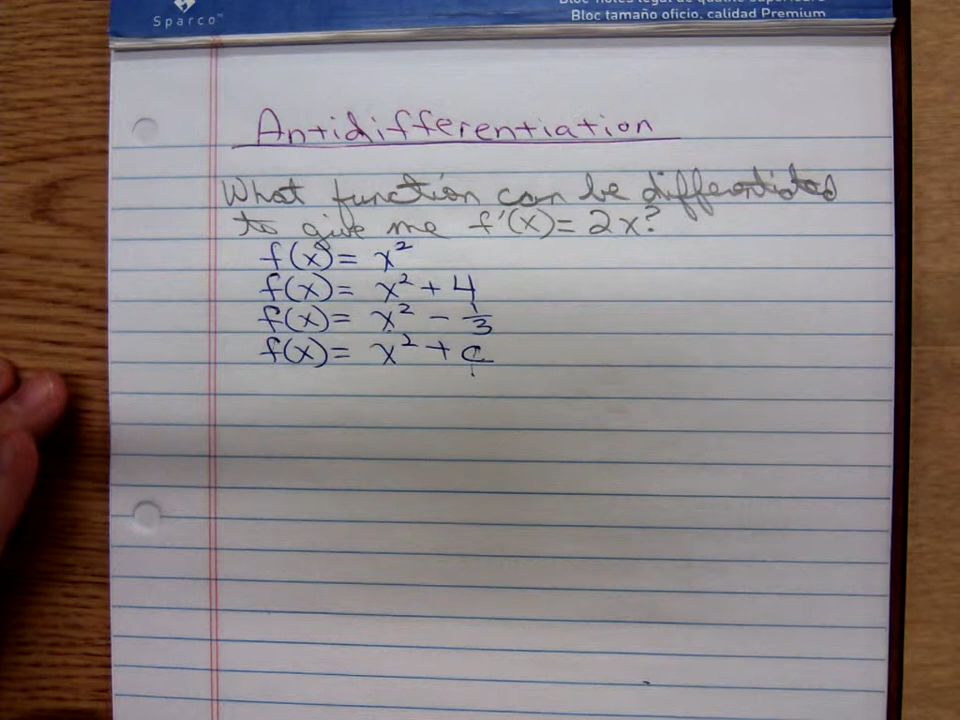 Sparco™
Bloc tamaño oficio, calidad Premium
Antidifferentiation
What function can be differentiated
to give me f'(x) = 2x?
f(x) = x²
f(x) = x² + 4
f(x) = x² - 1/3
f(x) = x² + c